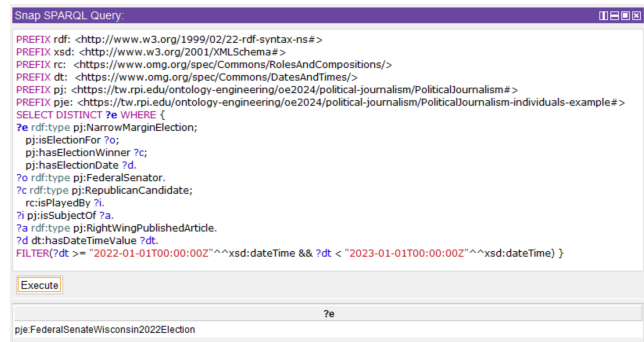 Snap SPARQL Query:
PREFIX rdf: <http://www.w3.org/1999/02/22-rdf-syntax-ns#>
PREFIX xsd: <http://www.w3.org/2001/XMLSchema#>
PREFIX rc: <https://www.omg.org/spec/Commons/RolesAndCompositions/>
PREFIX dt: <https://www.omg.org/spec/Commons/DatesAndTimes/>
PREFIX pj: <https://tw.rpi.edu/ontology-engineering/oe2024/political-journalism/PoliticalJournalism#>
PREFIX pje: <https://tw.rpi.edu/ontology-engineering/oe2024/political-journalism/PoliticalJournalism-individuals-example#>
SELECT DISTINCT ?e WHERE {
?e rdf:type pj:NarrowMarginElection;
pj:isElectionFor ?o;
pj:hasElectionWinner ?c;
pj:hasElectionDate ?d.
?o rdf:type pj:FederalSenator.
?c rdf:type pj:RepublicanCandidate;
rc:isPlayedBy ?i.
?i pj:isSubjectOf ?a.
?a rdf:type pj:RightWingPublishedArticle.
?d dt:hasDateTimeValue ?dt.
FILTER(?dt >= "2022-01-01T00:00:00Z"^^xsd:dateTime && ?dt < "2023-01-01T00:00:00Z"^^xsd:dateTime) }
Execute
?e
pje:FederalSenateWisconsin2022Election